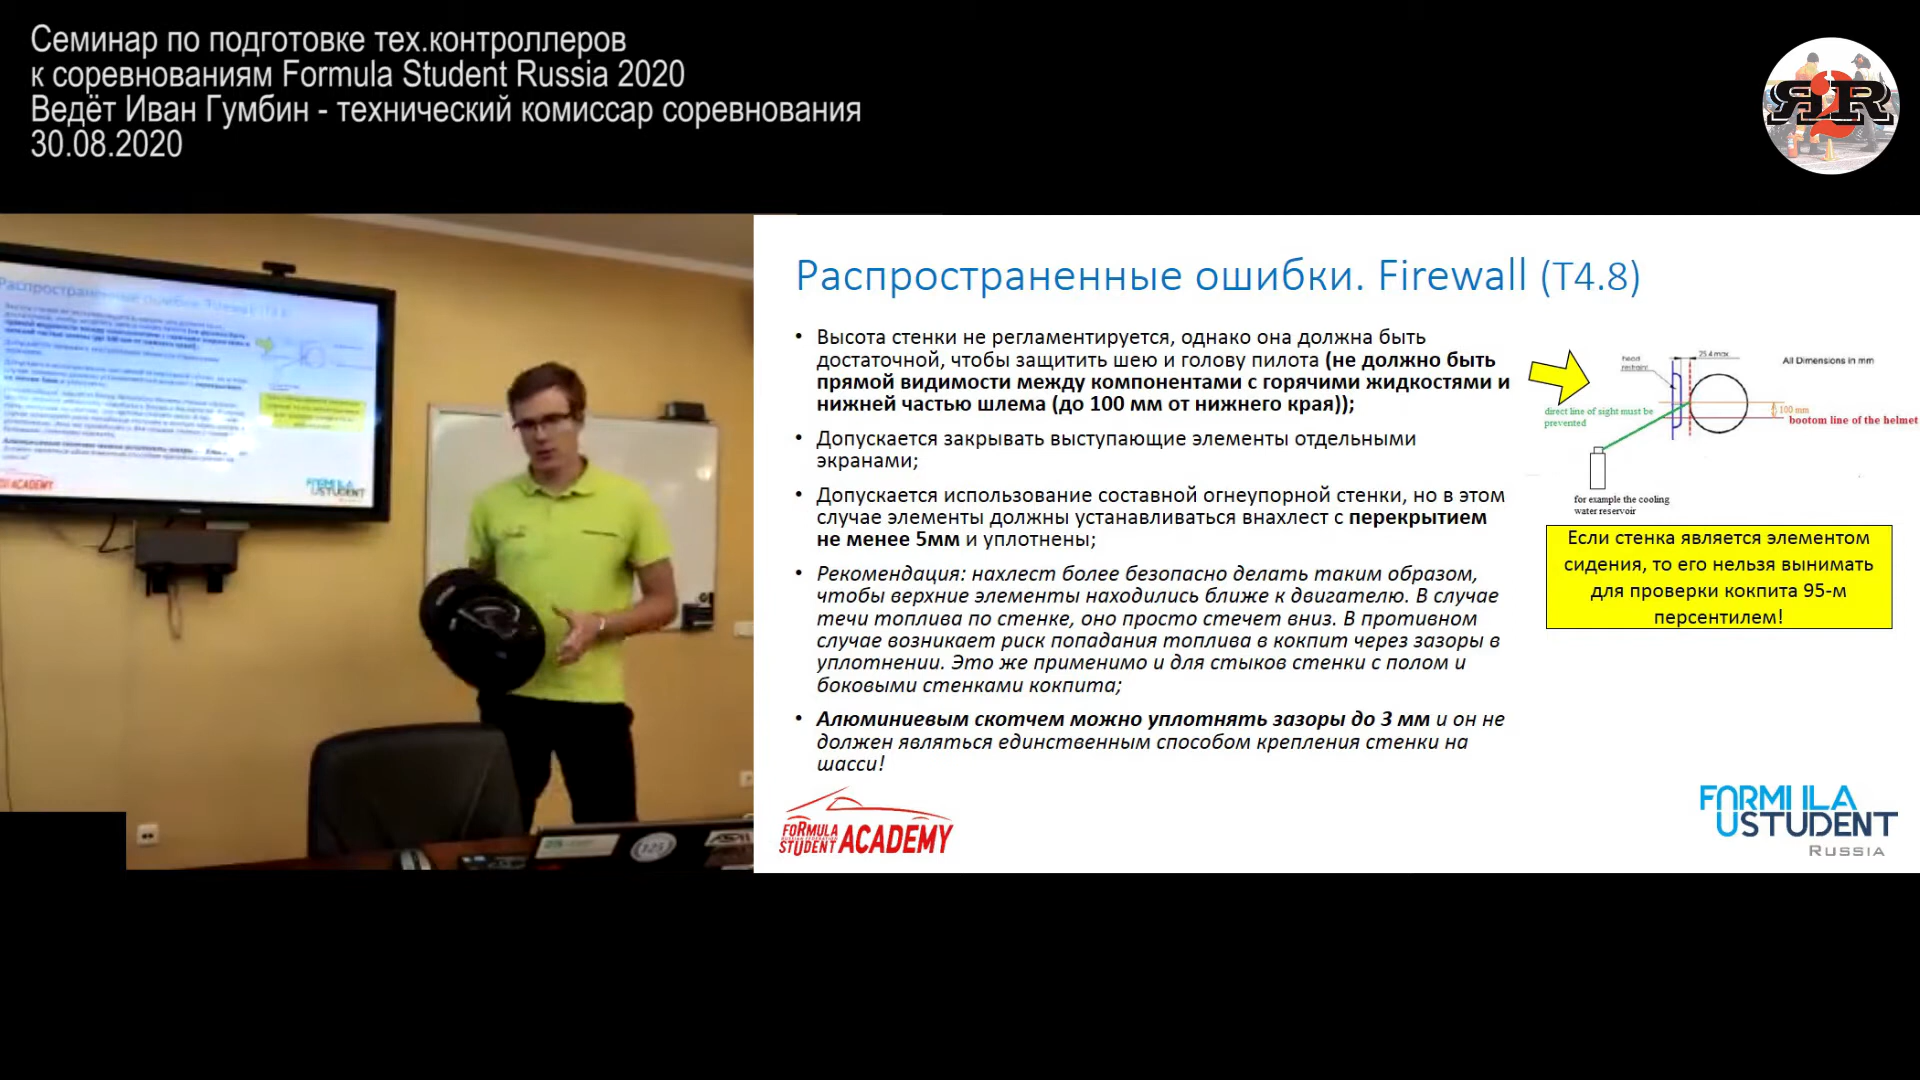 Семинар по подготовке тех.контроллеров
к соревнованиям Formula Student Russia 2020
Ведёт Иван Гумбин - технический комиссар соревнования
30.08.2020
Распространенные ошибки. Firewall (T4.8)
• Высота стенки не регламентируется, однако она должна быть
достаточной, чтобы защитить шею и голову пилота (не должно быть
прямой видимости между компонентами с горячими жидкостями и
нижней частью шлема (до 100 мм от нижнего края));
• Допускается закрывать выступающие элементы отдельными
экранами;
• Допускается использование составной огнеупорной стенки, но в этом
случае элементы должны устанавливаться внахлест с перекрытием
не менее 5мм и уплотнены;
• Рекомендация: нахлест более безопасно делать таким образом,
чтобы верхние элементы находились ближе к двигателю. В случае
течи топлива по стенке, оно просто стечет вниз. В противном
случае возникает риск попадания топлива в кокпит через зазоры в
уплотнении. Это же применимо и для стыков стенки с полом и
боковыми стенками кокпита;
• Алюминиевым скотчем можно уплотнять зазоры до 3 мм и он не
должен являться единственным способом крепления стенки на
шасси!
head
restraint
25.4 max
All Dimensions in mm
direct line of sight must be
prevented
100 mm
bootom line of the helmet
for example the cooling
water reservoir
Если стенка является элементом
сидения, то его нельзя вынимать
для проверки кокпита 95-м
персентилем!
FORMULA
STUDENT ACADEMY
FORMULA
STUDENT
RUSSIA